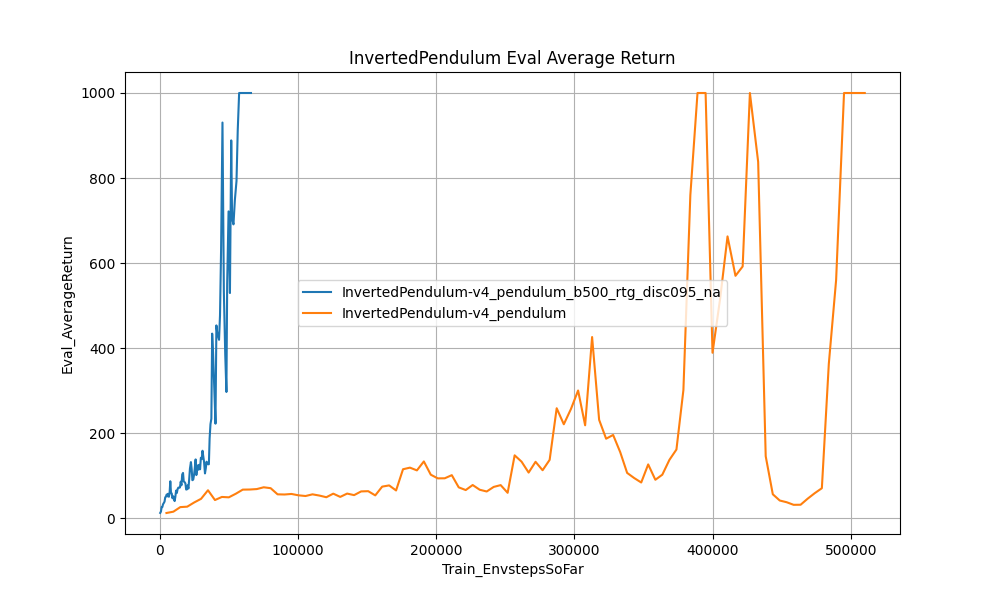 InvertedPendulum Eval Average Return
Eval_AverageReturn
1000
800
600
400
200
0
InvertedPendulum-v4_pendulum_b500_rtg_disc095_na
InvertedPendulum-v4_pendulum
0
100000
200000
300000
400000
500000
Train_EnvstepsSoFar